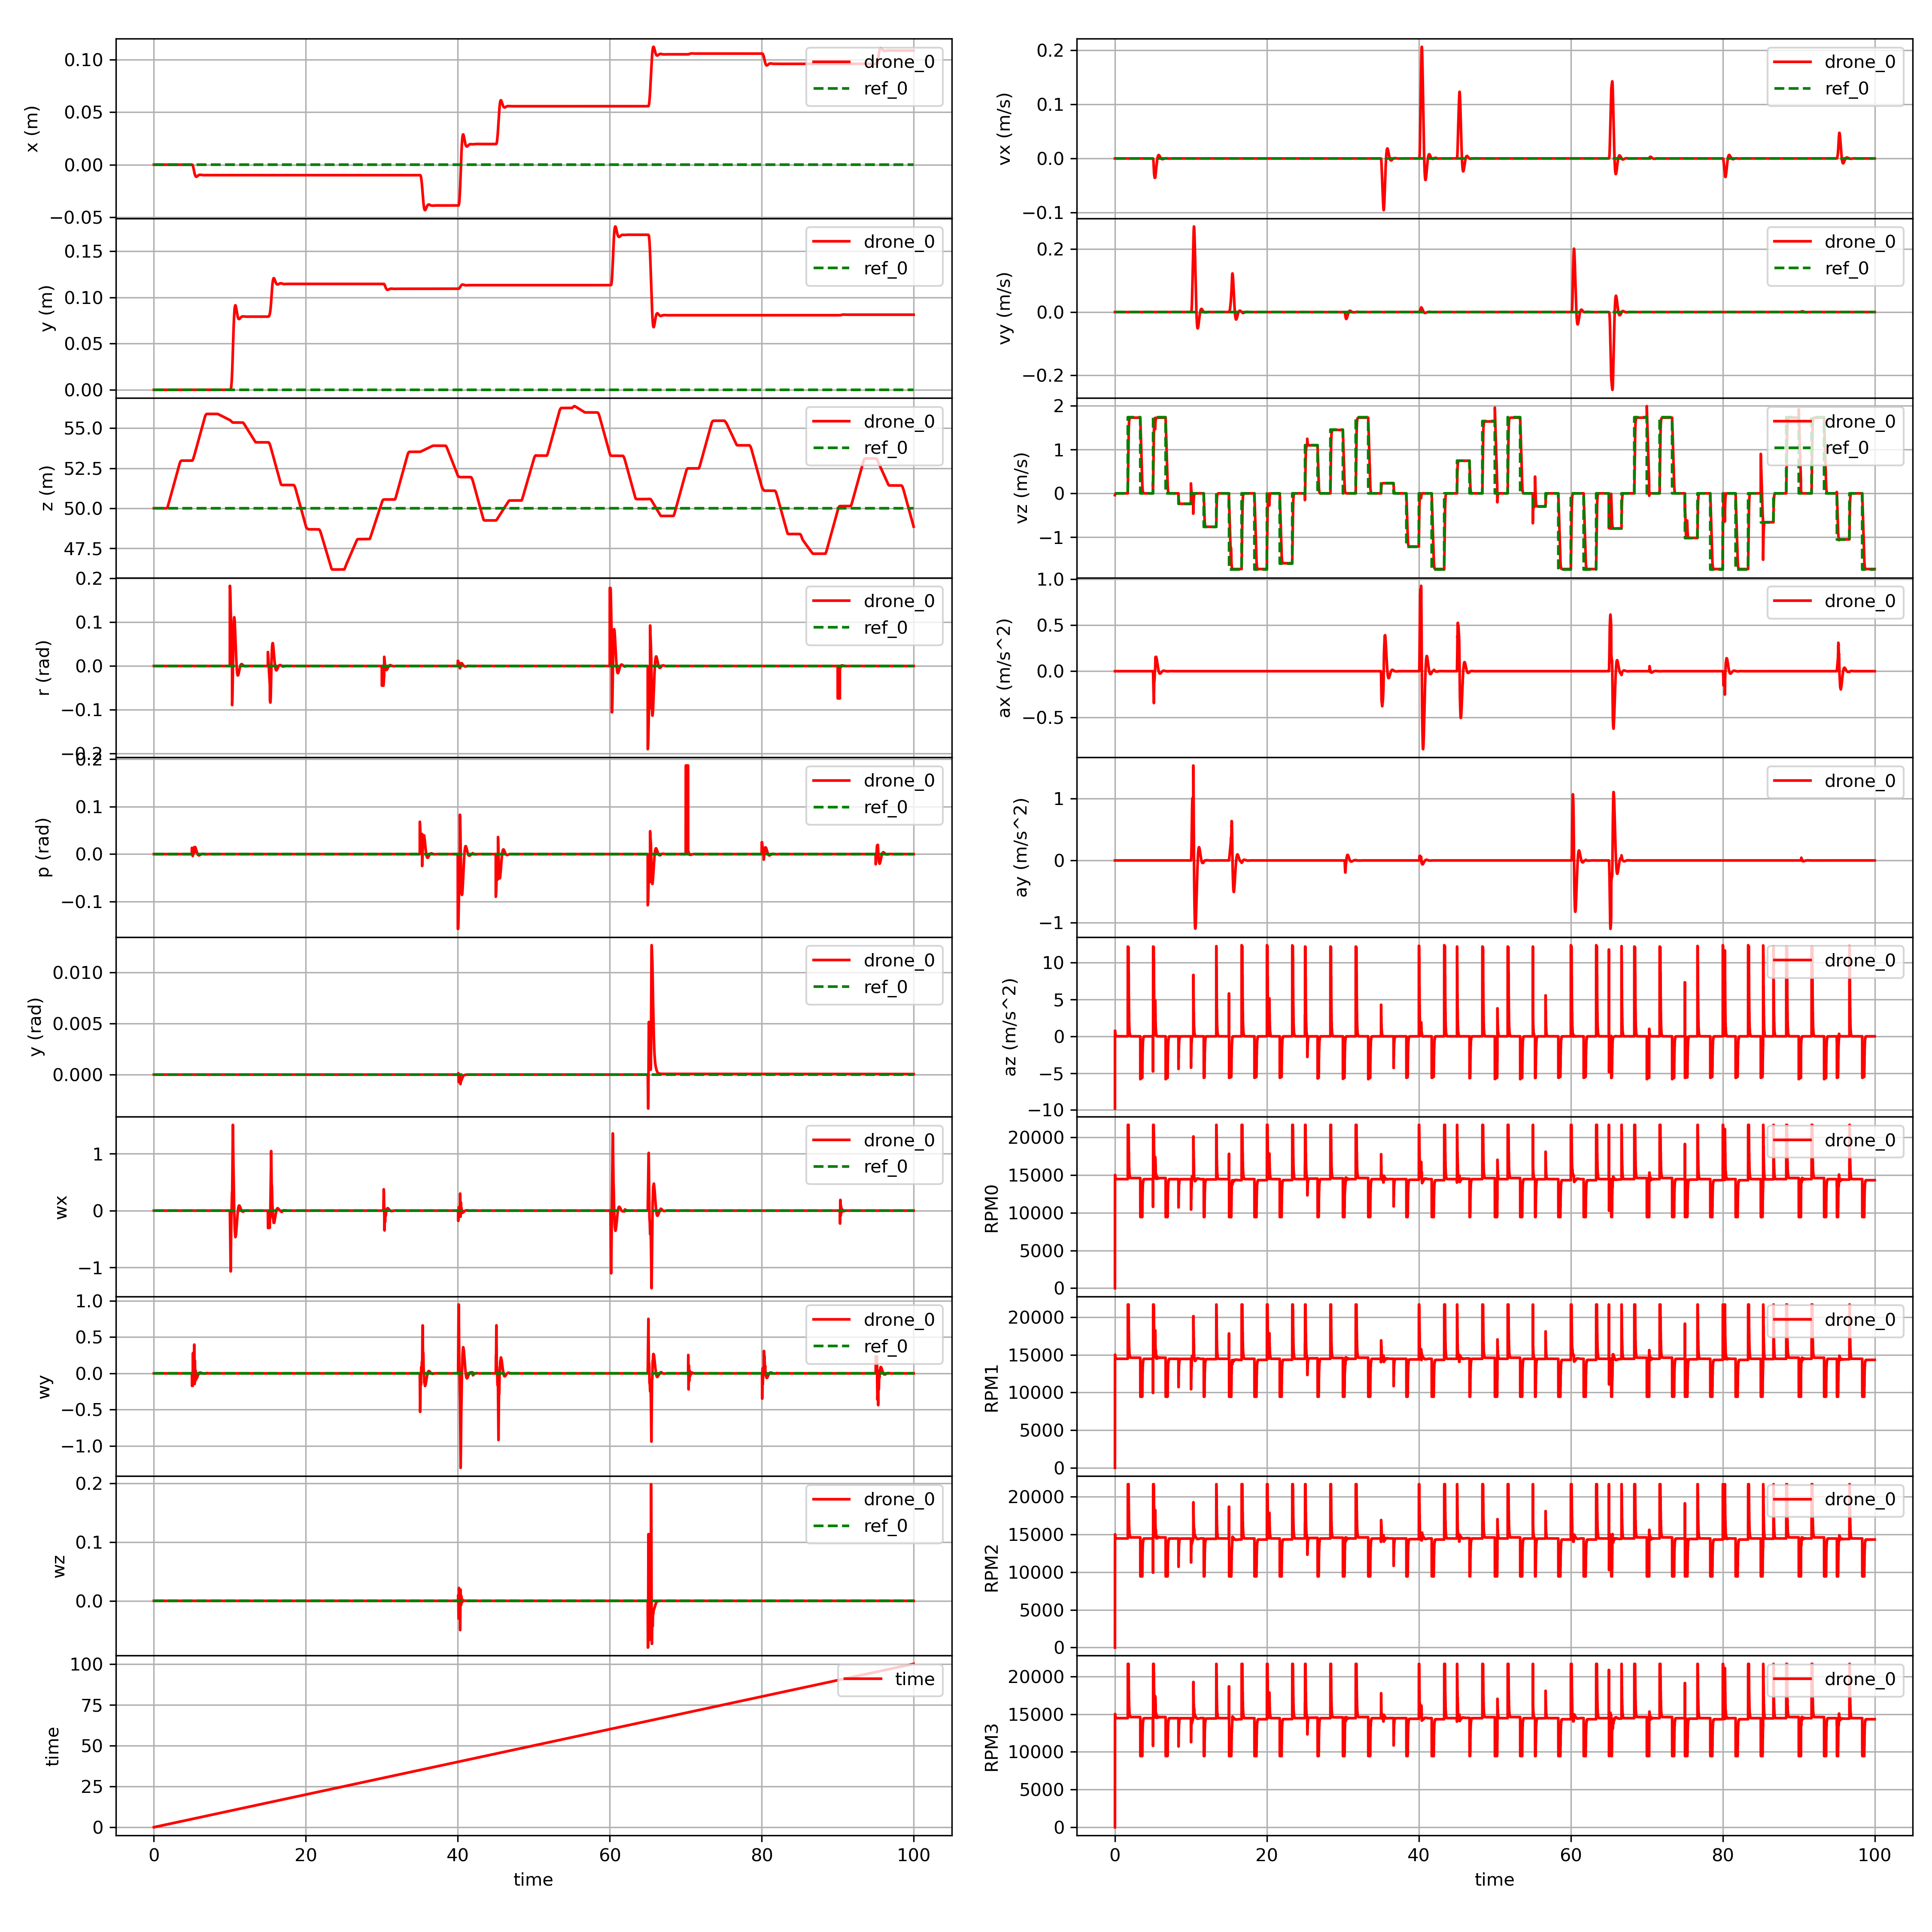 0.10
0.05
0.00
−0.05
x (m)
drone_0
ref_0
0.15
0.10
0.05
0.00
y (m)
drone_0
ref_0
55.0
52.5
50.0
47.5
z (m)
drone_0
ref_0
0.2
0.1
0.0
−0.1
−0.2
r (rad)
drone_0
ref_0
0.2
0.1
0.0
−0.1
p (rad)
drone_0
ref_0
0.010
0.005
0.000
y (rad)
drone_0
ref_0
1
0
−1
wx
drone_0
ref_0
1.0
0.5
0.0
−0.5
−1.0
wy
drone_0
ref_0
0.2
0.1
0.0
wz
drone_0
ref_0
100
75
50
25
0
time
time
0 20 40 60 80 100
time
0.2
0.1
0.0
−0.1
vx (m/s)
drone_0
ref_0
0.2
0.0
−0.2
vy (m/s)
drone_0
ref_0
2
1
0
−1
vz (m/s)
drone_0
ref_0
1.0
0.5
0.0
−0.5
ax (m/s^2)
drone_0
1
0
−1
ay (m/s^2)
drone_0
10
5
0
−5
−10
az (m/s^2)
drone_0
20000
15000
10000
5000
0
RPM0
drone_0
20000
15000
10000
5000
0
RPM1
drone_0
20000
15000
10000
5000
0
RPM2
drone_0
20000
15000
10000
5000
0
RPM3
drone_0
0 20 40 60 80 100
time